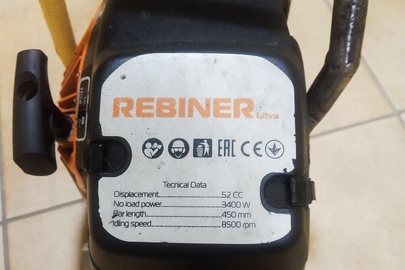 REBINER Litva
EAC CE
Tecnical Data
Displacement 52 CC
No load power 3400 W
Bar length 450 mm
Idling speed 8500 rpm